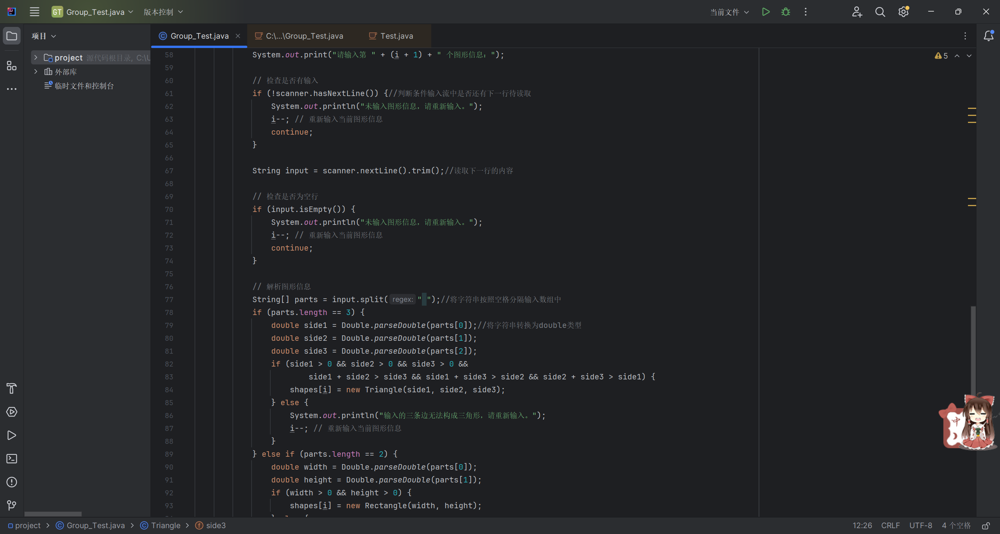 GT Group_Test.java 版本控制 当前文件
项目
Group_Test.java C:\...\Group_Test.java Test.java
project 源代码根目录, C:\U
外部库
临时文件和控制台
5
58 System.out.print("请输入第 " + (i + 1) + " 个图形信息：");
59
60 // 检查是否有输入
61 if (!scanner.hasNextLine()) {//判断条件输入流中是否还有下一行待读取
62 System.out.println("未输入图形信息，请重新输入。");
63 i--; // 重新输入当前图形信息
64 continue;
65 }
66
67 String input = scanner.nextLine().trim();//读取下一行的内容
68
69 // 检查是否为空行
70 if (input.isEmpty()) {
71 System.out.println("未输入图形信息，请重新输入。");
72 i--; // 重新输入当前图形信息
73 continue;
74 }
75
76 // 解析图形信息
77 String[] parts = input.split( regex: " ");//将字符串按照空格分隔输入数组中
78 if (parts.length == 3) {
79 double side1 = Double.parseDouble(parts[0]);//将字符串转换为double类型
80 double side2 = Double.parseDouble(parts[1]);
81 double side3 = Double.parseDouble(parts[2]);
82 if (side1 > 0 && side2 > 0 && side3 > 0 &&
83 side1 + side2 > side3 && side1 + side3 > side2 && side2 + side3 > side1) {
84 shapes[i] = new Triangle(side1, side2, side3);
85 } else {
86 System.out.println("输入的三条边无法构成三角形，请重新输入。");
87 i--; // 重新输入当前图形信息
88 }
89 } else if (parts.length == 2) {
90 double width = Double.parseDouble(parts[0]);
91 double height = Double.parseDouble(parts[1]);
92 if (width > 0 && height > 0) {
93 shapes[i] = new Rectangle(width, height);
中
project > Group_Test.java > Triangle > side3 12:26 CRLF UTF-8 4 个空格